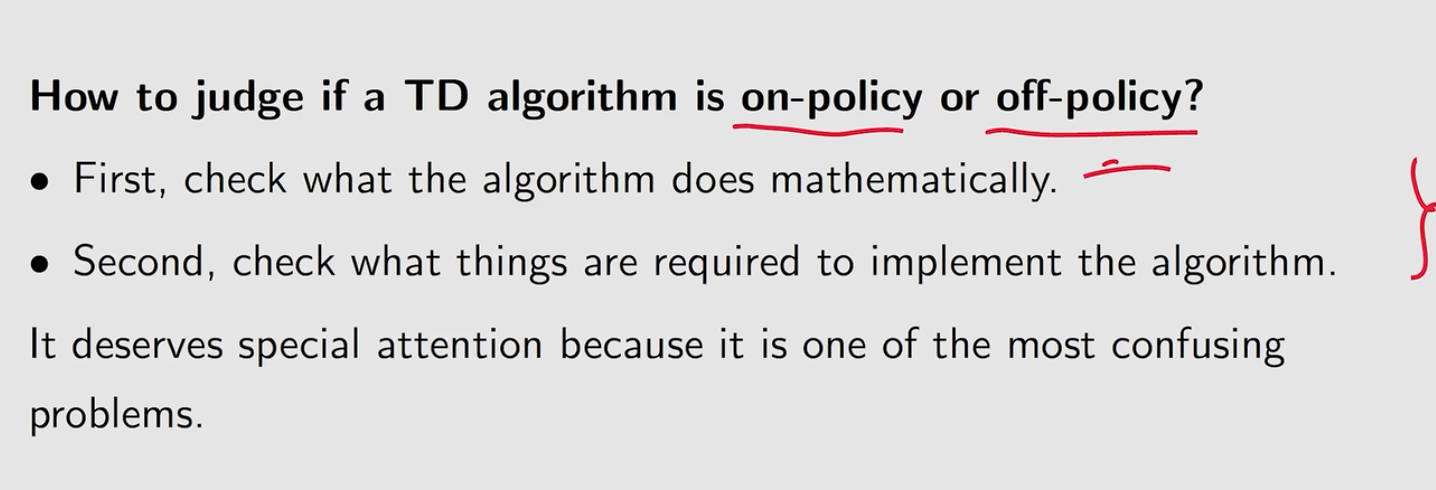 How to judge if a TD algorithm is on-policy or off-policy?
• First, check what the algorithm does mathematically.
• Second, check what things are required to implement the algorithm.
It deserves special attention because it is one of the most confusing
problems.